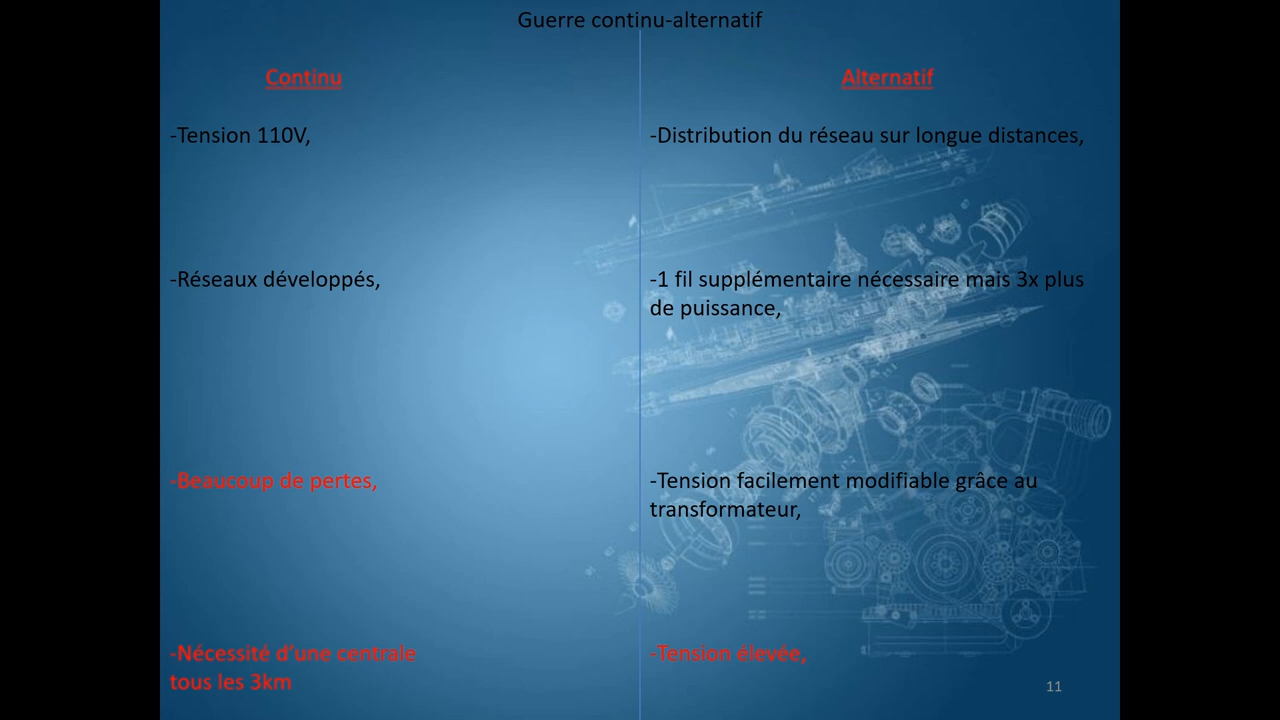 Guerre continu-alternatif
Continu
-Tension 110V,
-Réseaux développés,
-Beaucoup de pertes,
-Nécessité d'une centrale
tous les 3km
Alternatif
-Distribution du réseau sur longue distances,
-1 fil supplémentaire nécessaire mais 3x plus
de puissance,
-Tension facilement modifiable grâce au
transformateur,
-Tension élevée,
11